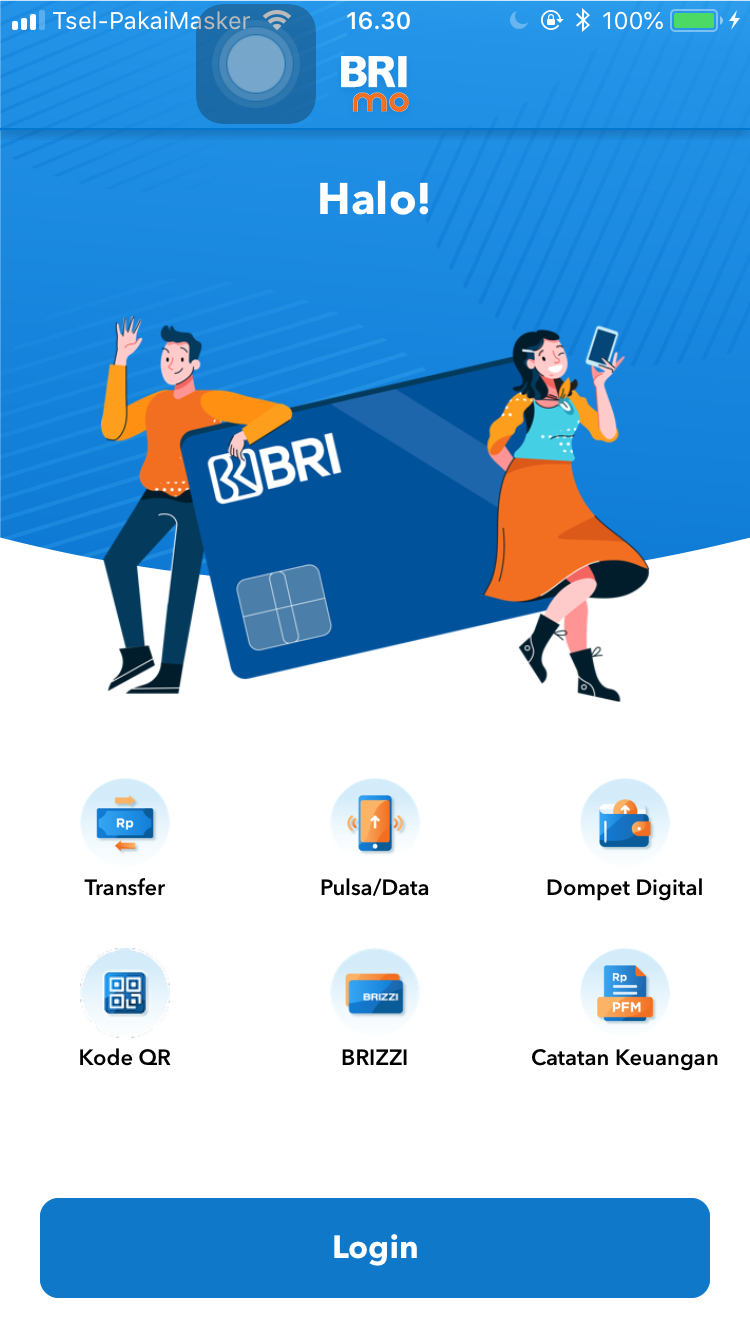 Tsel-PakaiMasker 16.30 100%
BRI
mo
Halo!
BRI
Rp
Transfer
Pulsa/Data
Dompet Digital
Rp
BRIZZI
PFM
Kode QR
BRIZZI
Catatan Keuangan
Login